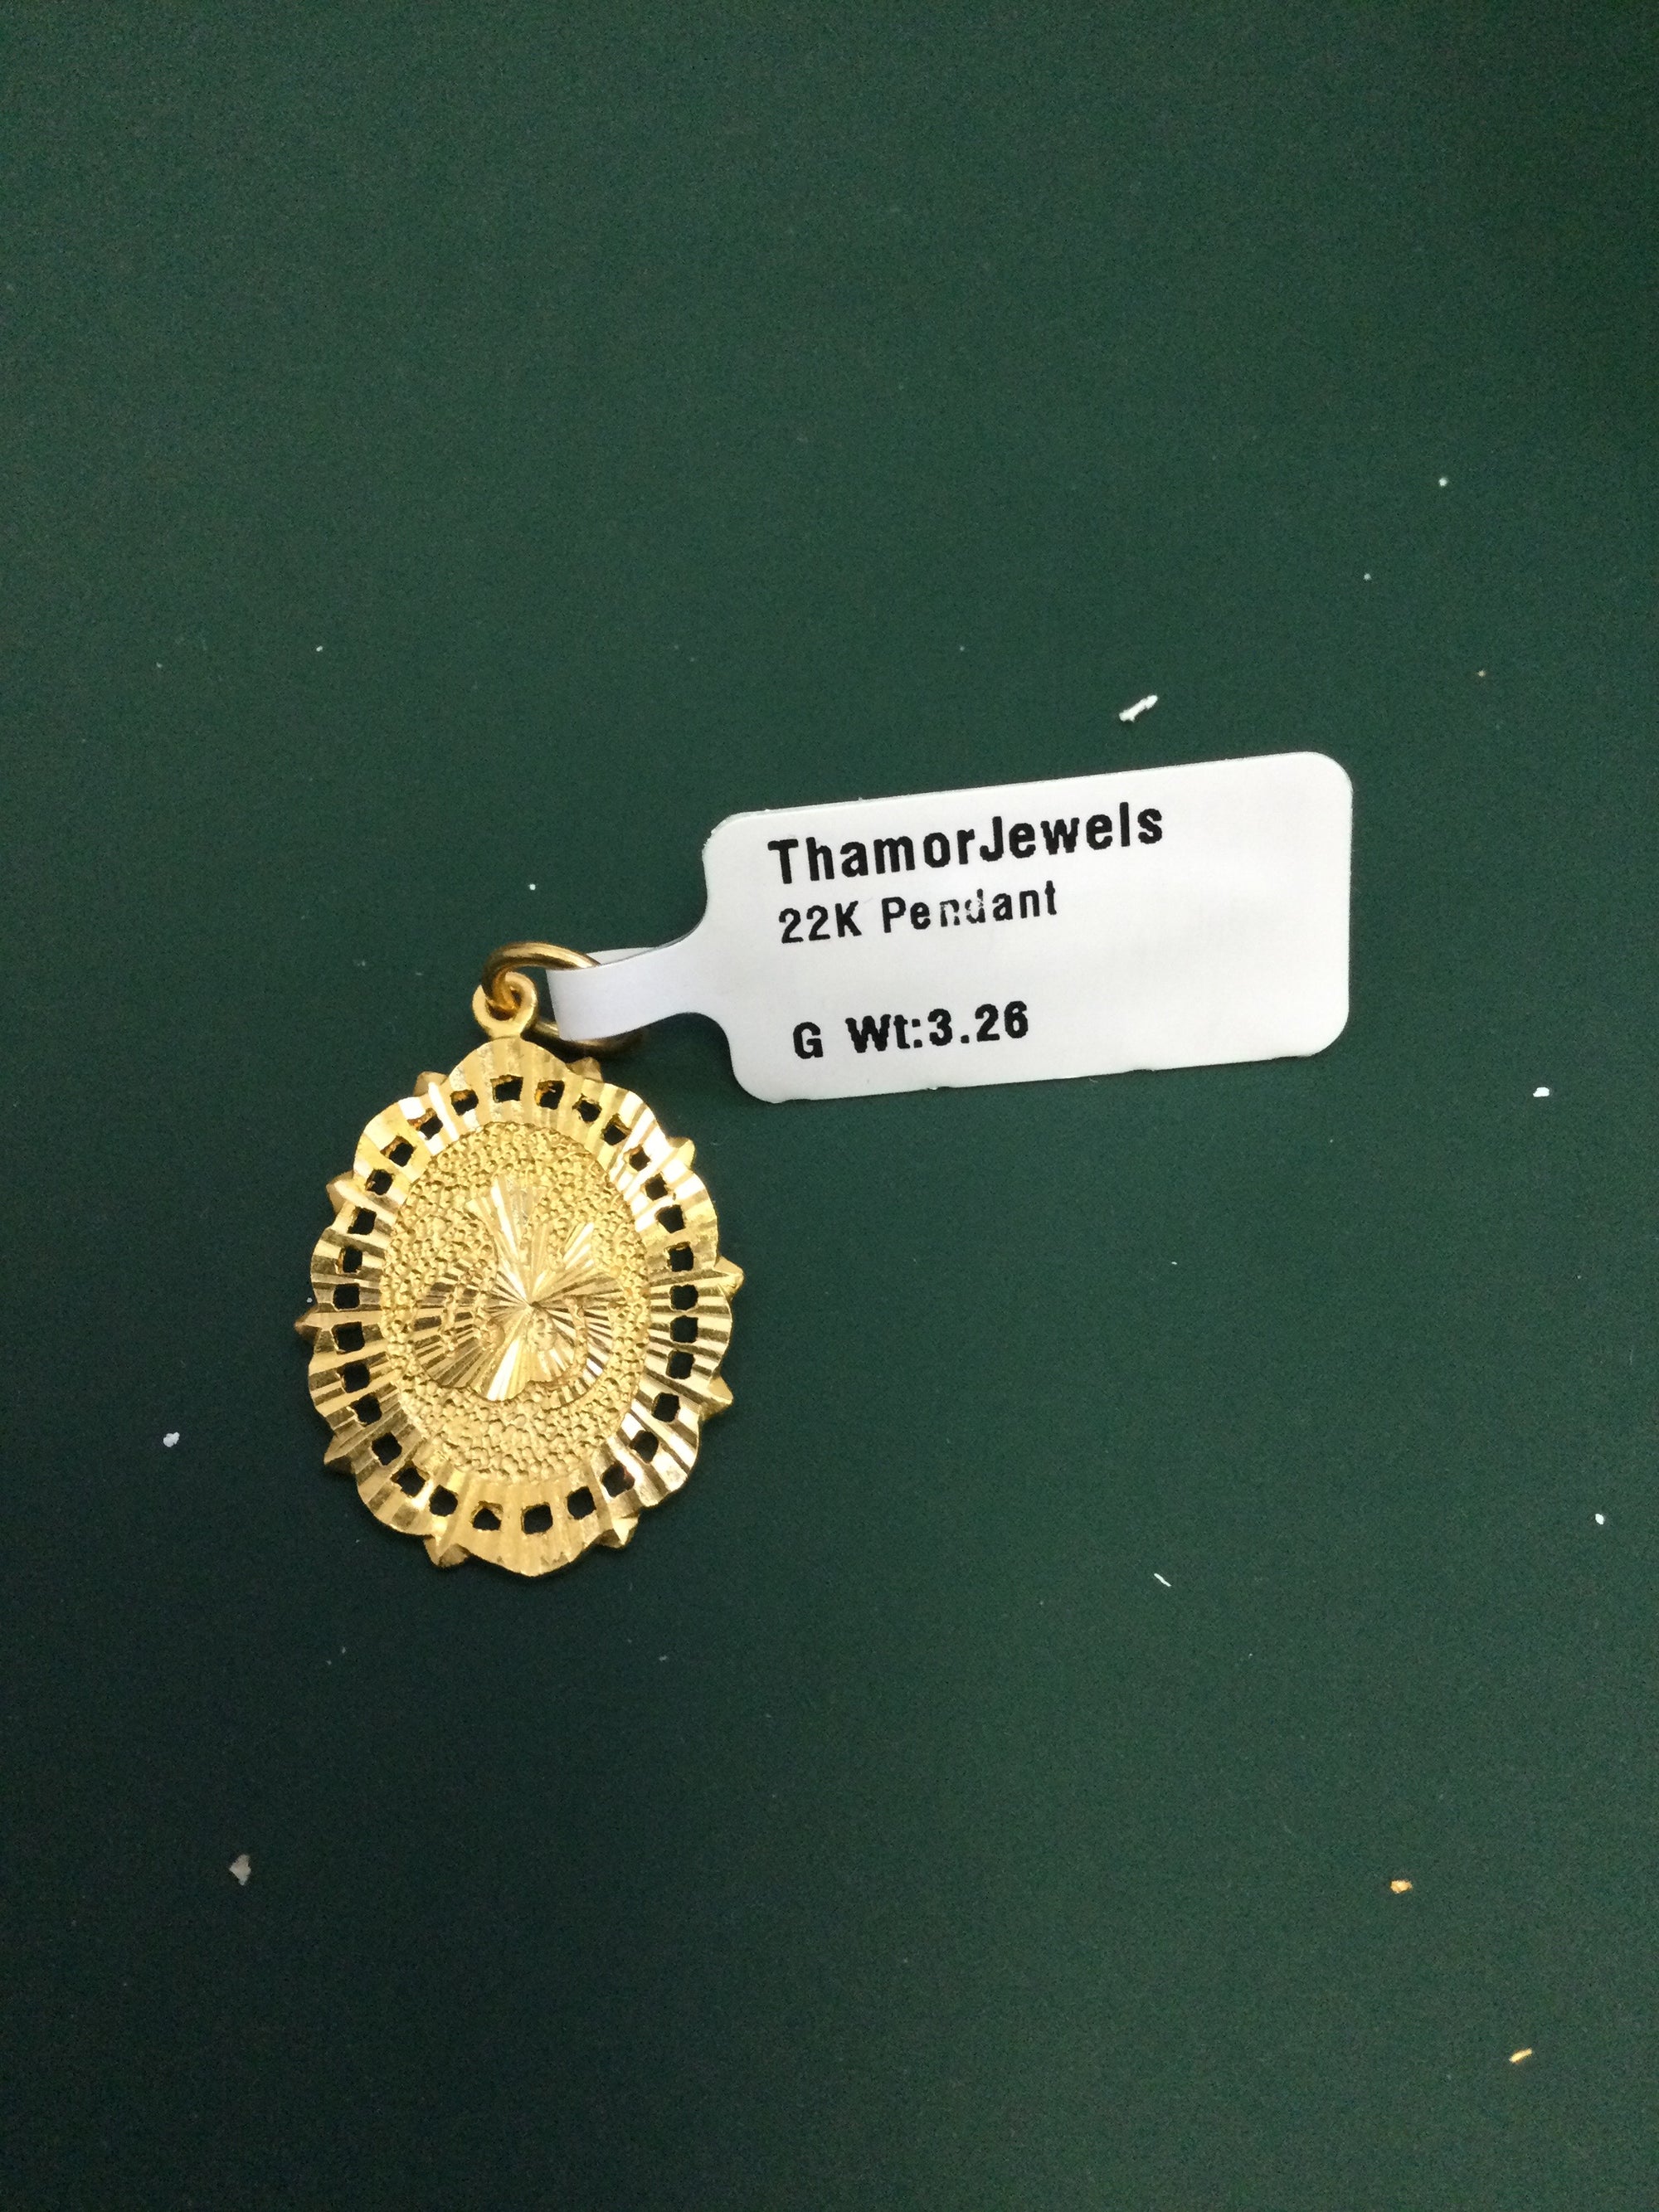 ThamorJewels
22K Pendant
G Wt:3.26